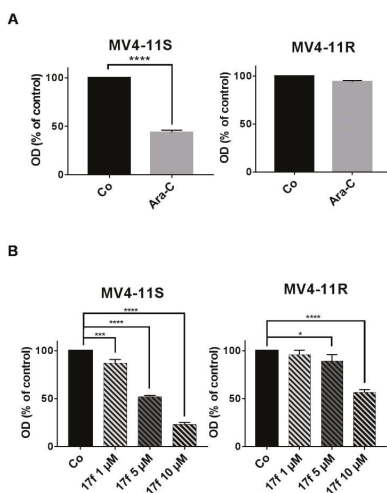 A
MV4-11S
MV4-11R
****
OD (% of control)
100
50
0
Co
Ara-C
OD (% of control)
100
50
0
Co
Ara-C
B
MV4-11S
MV4-11R
****
****
***
OD (% of control)
100
50
0
Co
17f 1 µM
17f 5 µM
17f 10 µM
****
*
OD (% of control)
100
50
0
Co
17f 1 µM
17f 5 µM
17f 10 µM